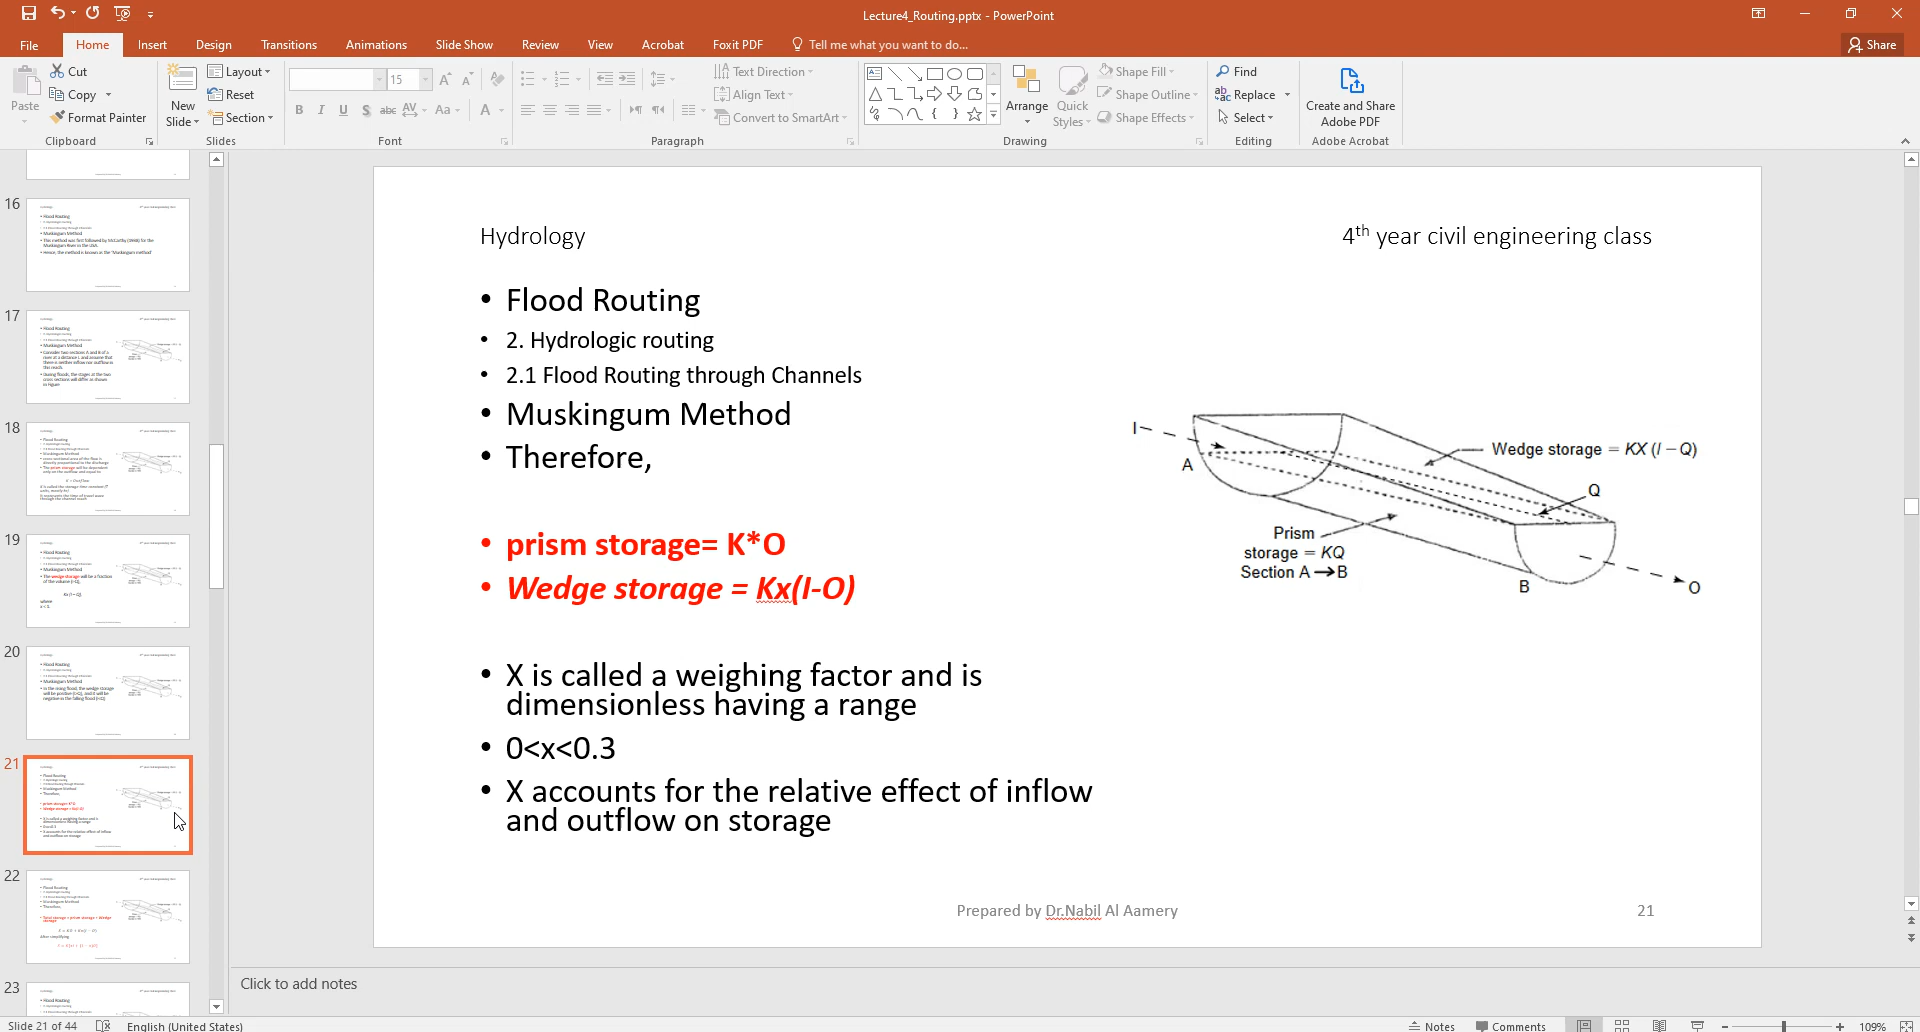 Lecture4_Routing.pptx - PowerPoint
File Home Insert Design Transitions Animations Slide Show Review View Acrobat Foxit PDF Tell me what you want to do... Share
Paste
Cut
Copy
Format Painter
Clipboard
New Slide
Layout
Reset
Section
Slides
15
B I U S abc AV Aa A
Font
Text Direction
Align Text
Convert to SmartArt
Paragraph
Arrange
Quick Styles
Shape Fill
Shape Outline
Shape Effects
Drawing
Find
Replace
Select
Editing
Create and Share
Adobe PDF
Adobe Acrobat
16
17
18
19
20
21
22
23
Hydrology
4th year civil engineering class
• Flood Routing
• 2. Hydrologic routing
• 2.1 Flood Routing through Channels
• Muskingum Method
• Therefore,
• prism storage= K*O
• Wedge storage = Kx(I-O)
• X is called a weighing factor and is
dimensionless having a range
• 0<x<0.3
• X accounts for the relative effect of inflow
and outflow on storage
I
A
Wedge storage = KX (I – Q)
Q
Prism
storage = KQ
Section A → B
B
O
Prepared by Dr.Nabil Al Aamery
21
Click to add notes
Slide 21 of 44
English (United States)
Notes
Comments
109%